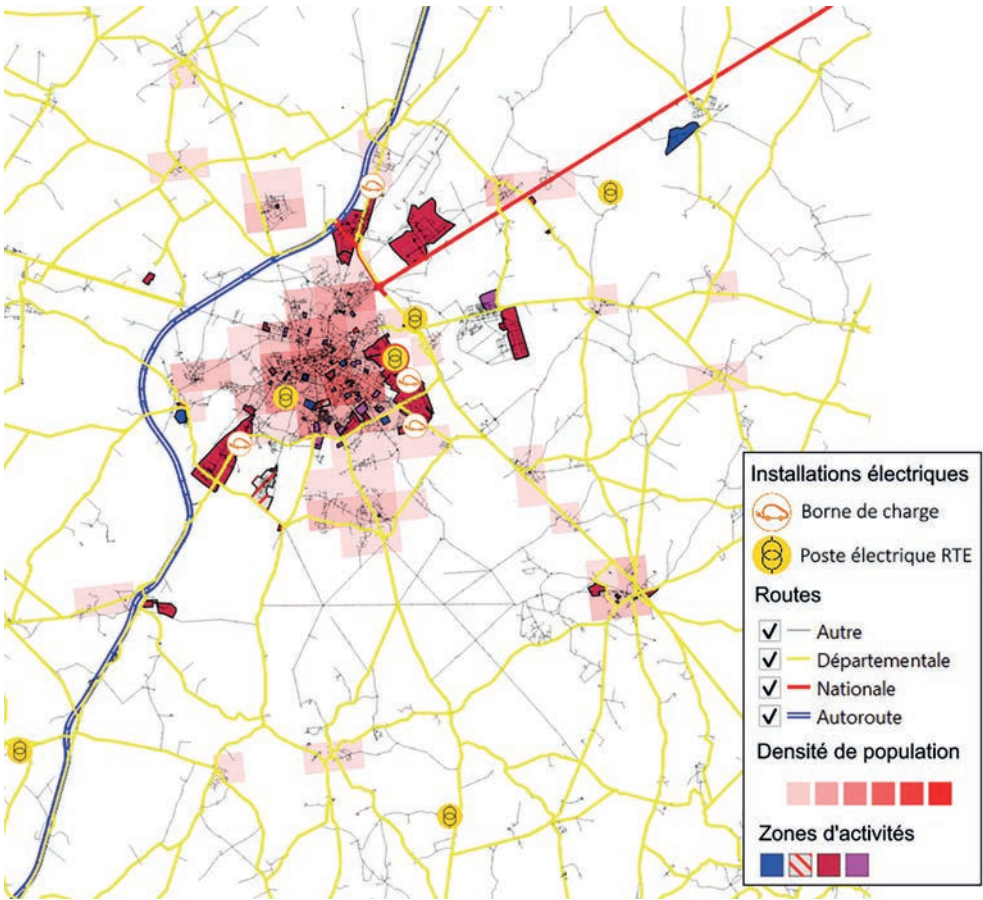 Installations électriques
Borne de charge
Poste électrique RTE
Routes
Autre
Départementale
Nationale
Autoroute
Densité de population
Zones d'activités